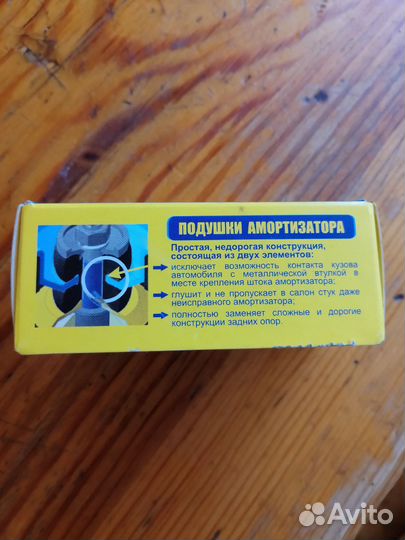 ПОДУШКИ АМОРТИЗАТОРА
Простая, недорогая конструкция,
состоящая из двух элементов:
исключает возможность контакта кузова
автомобиля с металлической втулкой в
месте крепления штока амортизатора;
глушит и не пропускает в салон стук даже
неисправного амортизатора;
полностью заменяет сложные и дорогие
конструкции задних опор.
Avito